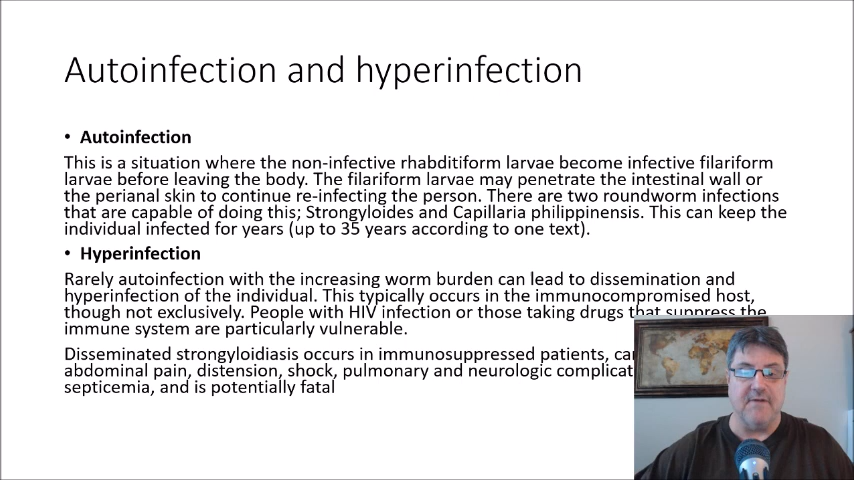 Autoinfection and hyperinfection
• Autoinfection
This is a situation where the non-infective rhabditiform larvae become infective filariform
larvae before leaving the body. The filariform larvae may penetrate the intestinal wall or
the perianal skin to continue re-infecting the person. There are two roundworm infections
that are capable of doing this; Strongyloides and Capillaria philippinensis. This can keep the
individual infected for years (up to 35 years according to one text).
• Hyperinfection
Rarely autoinfection with the increasing worm burden can lead to dissemination and
hyperinfection of the individual. This typically occurs in the immunocompromised host,
though not exclusively. People with HIV infection or those taking drugs that suppress the
immune system are particularly vulnerable.
Disseminated strongyloidiasis occurs in immunosuppressed patients,
abdominal pain, distension, shock, pulmonary and neurologic
septicemia, and is potentially fatal